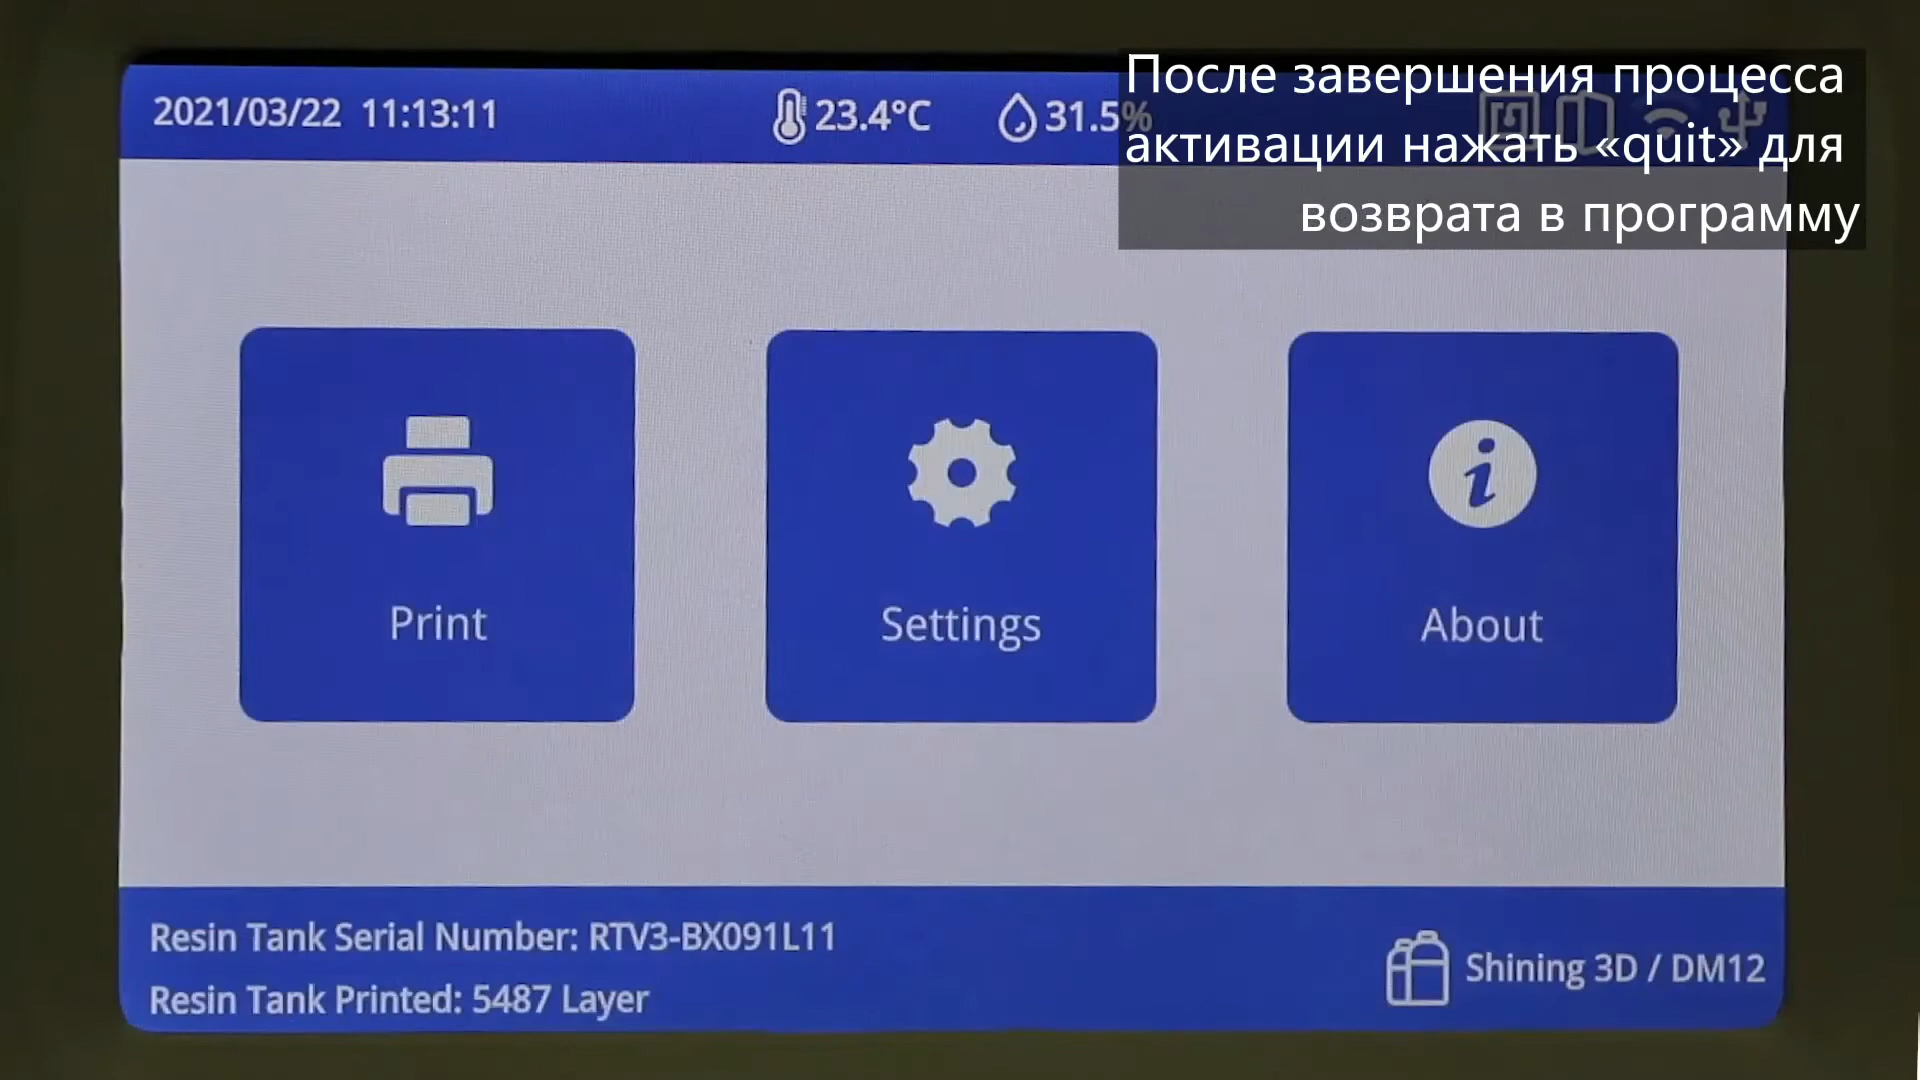 2021/03/22 11:13:11
23.4°C
31.5%
После завершения процесса
активации нажать «quit» для
возврата в программу
Print
Settings
About
Resin Tank Serial Number: RTV3-BX091L11
Resin Tank Printed: 5487 Layer
Shining 3D / DM12